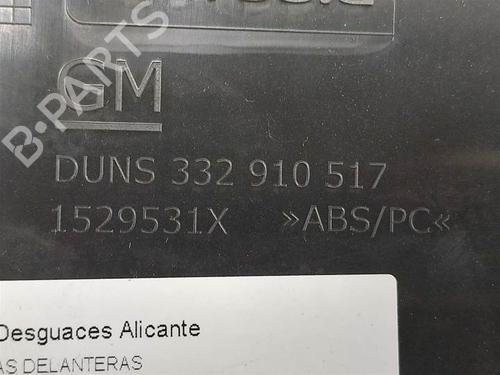 GM
B-PARTS
DUNS 332 910 517
1529531X »ABS/PC«
Desguaces Alicante
AS DELANTERAS